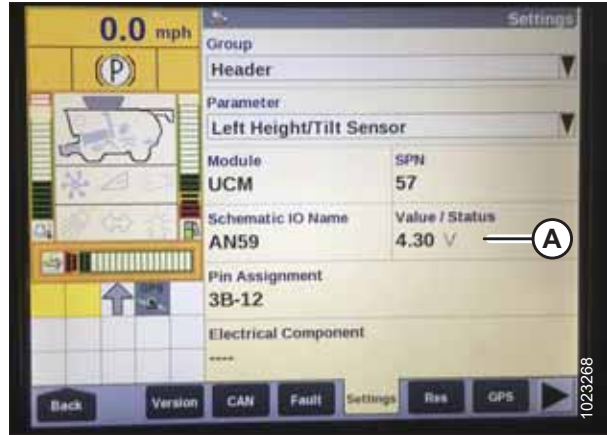 0.0 mph
Settings
(P)
Group
Header
Parameter
Left Height/Tilt Sensor
Module
SPN
UCM
57
Schematic IO Name
Value / Status
AN59
4.30 V
A
Pin Assignment
3B-12
GPS
Electrical Component
----
Back
Version
CAN
Fault
Settings
Res
GPS
1023268